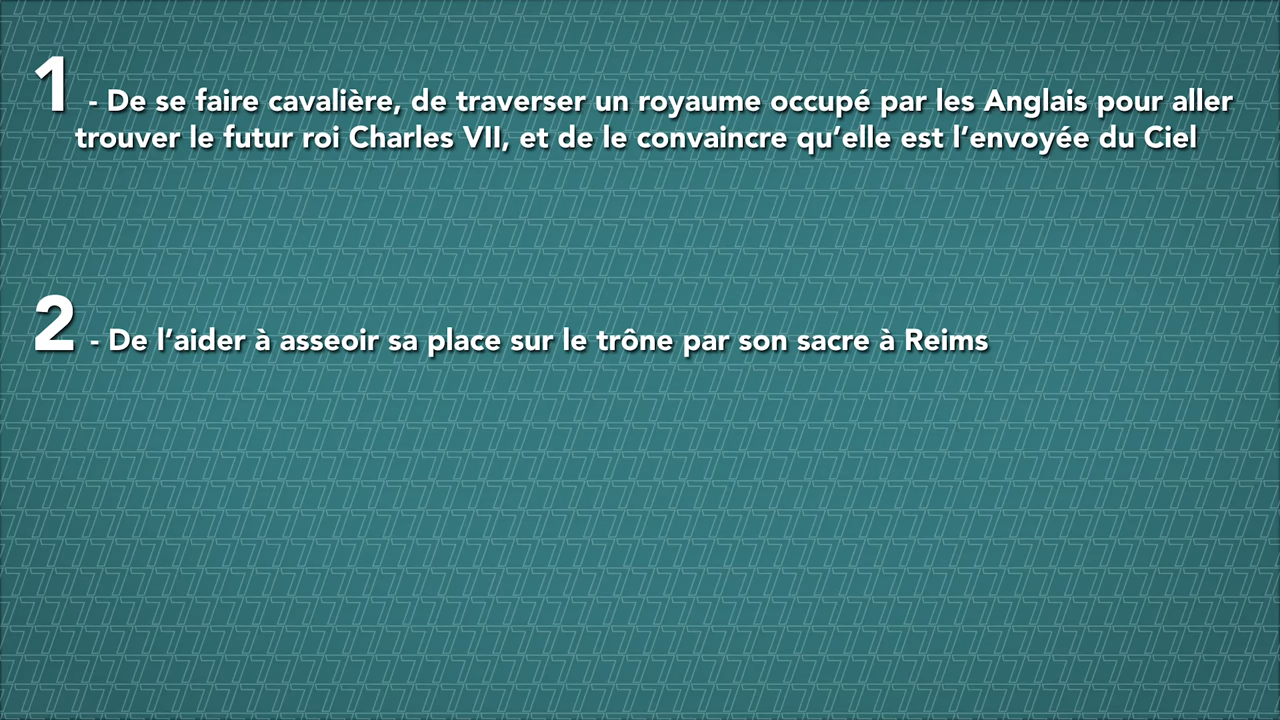 1 - De se faire cavalière, de traverser un royaume occupé par les Anglais pour aller
trouver le futur roi Charles VII, et de le convaincre qu’elle est l’envoyée du Ciel
2 - De l’aider à asseoir sa place sur le trône par son sacre à Reims